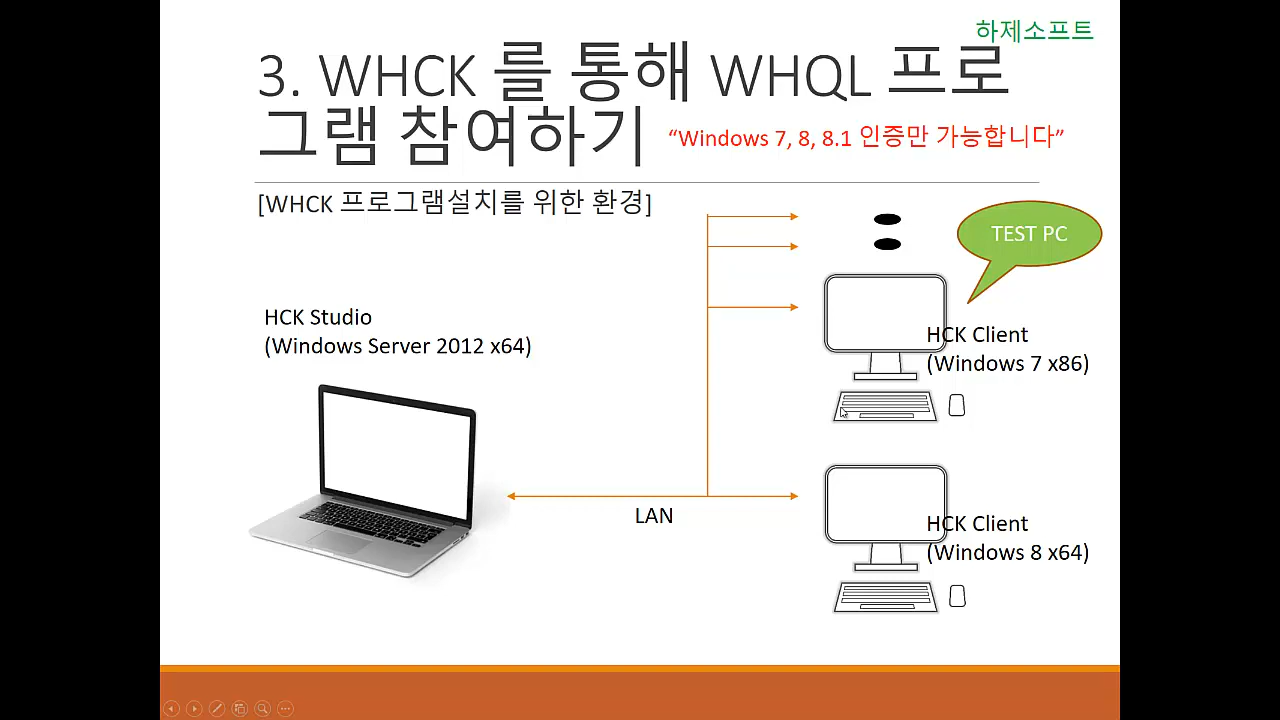 하제소프트
3. WHCK 를 통해 WHQL 프로
그램 참여하기 “Windows 7, 8, 8.1 인증만 가능합니다”
[WHCK 프로그램설치를 위한 환경]
TEST PC
HCK Studio
(Windows Server 2012 x64)
HCK Client
(Windows 7 x86)
LAN
HCK Client
(Windows 8 x64)